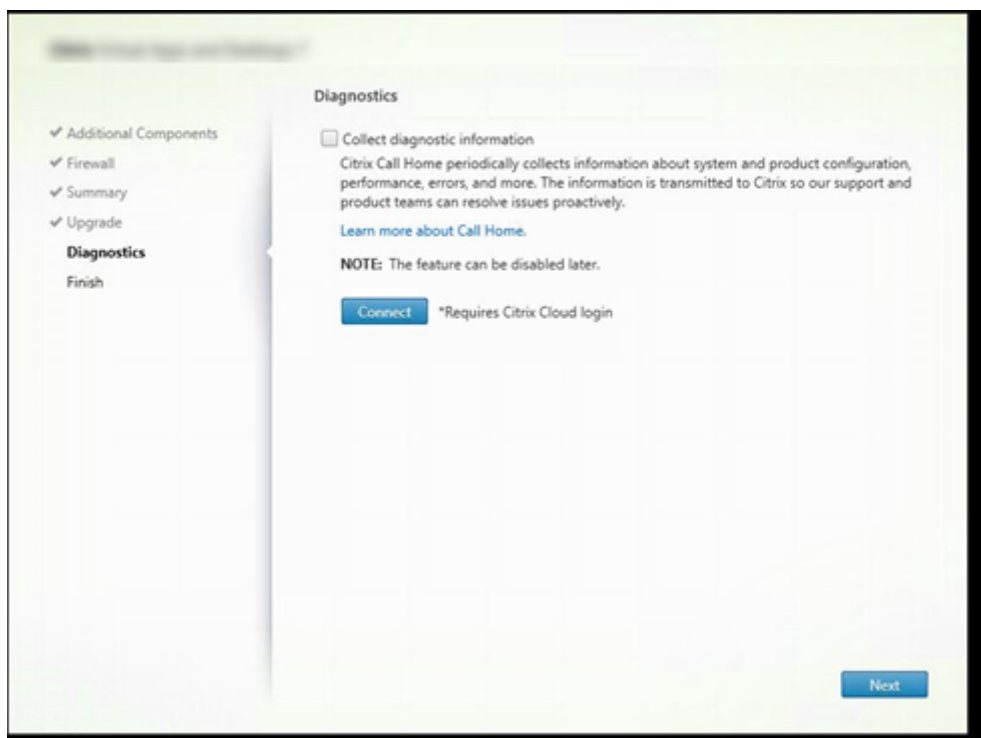 Diagnostics
✔ Additional Components
✔ Firewall
✔ Summary
✔ Upgrade
Diagnostics
Finish
Collect diagnostic information
Citrix Call Home periodically collects information about system and product configuration,
performance, errors, and more. The information is transmitted to Citrix so our support and
product teams can resolve issues proactively.
Learn more about Call Home.
NOTE: The feature can be disabled later.
Connect *Requires Citrix Cloud login
Next